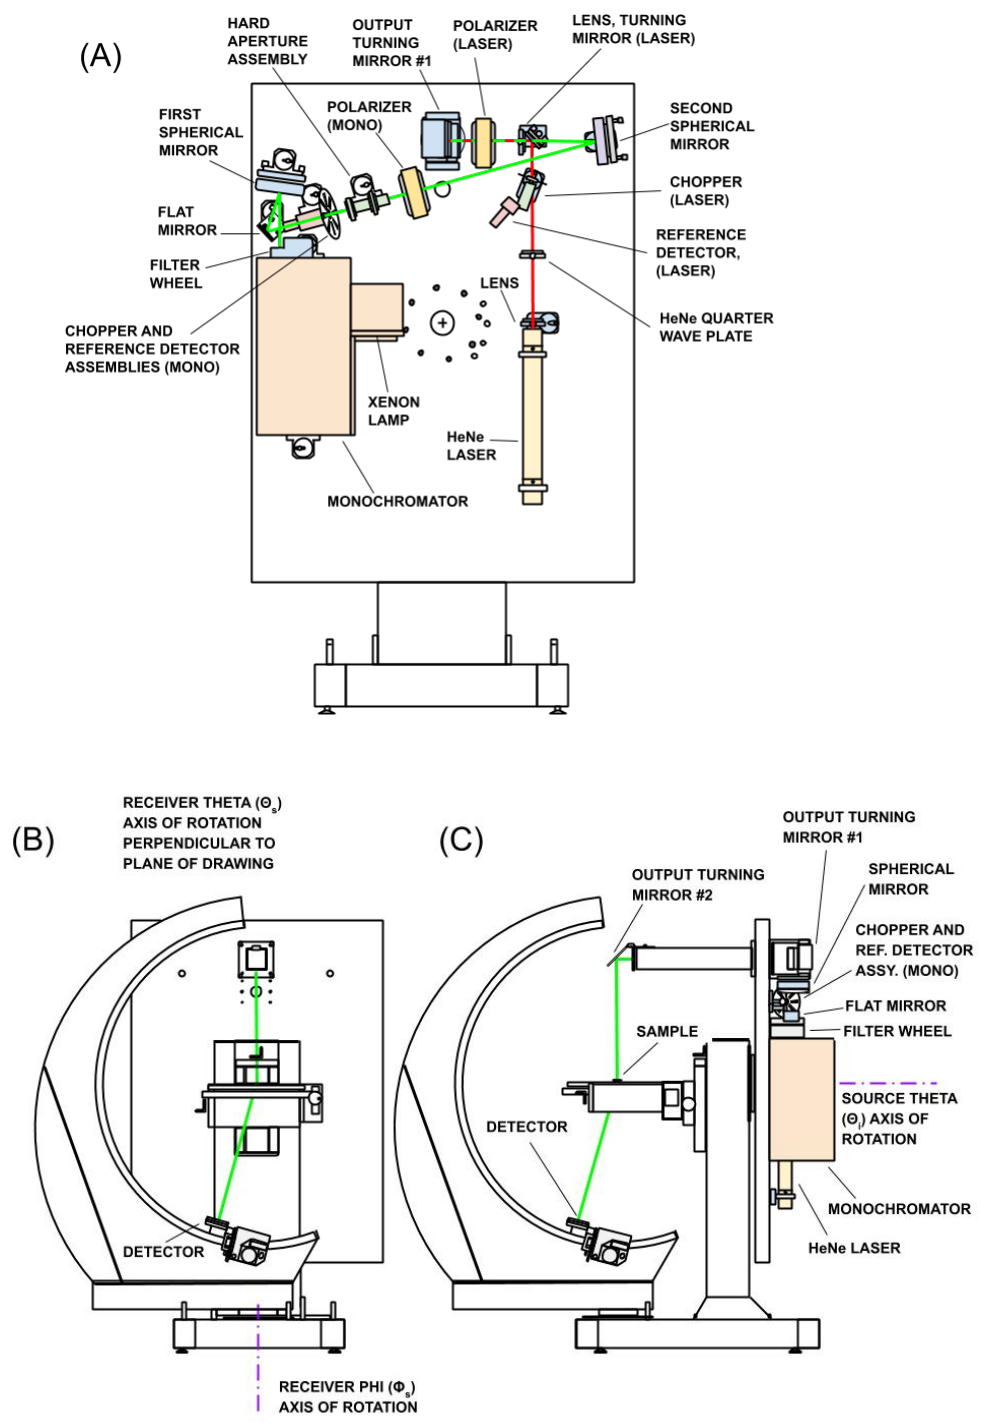 (A)
HARD
APERTURE
ASSEMBLY
OUTPUT
TURNING
MIRROR #1
POLARIZER
(LASER)
LENS, TURNING
MIRROR (LASER)
FIRST
SPHERICAL
MIRROR
POLARIZER
(MONO)
SECOND
SPHERICAL
MIRROR
FLAT
MIRROR
CHOPPER
(LASER)
REFERENCE
DETECTOR,
(LASER)
FILTER
WHEEL
LENS
HeNe QUARTER
WAVE PLATE
CHOPPER AND
REFERENCE DETECTOR
ASSEMBLIES (MONO)
XENON
LAMP
HeNe
LASER
MONOCHROMATOR
(B)
RECEIVER THETA (Θs)
AXIS OF ROTATION
PERPENDICULAR TO
PLANE OF DRAWING
DETECTOR
RECEIVER PHI (Φs)
AXIS OF ROTATION
(C)
OUTPUT TURNING
MIRROR #1
OUTPUT TURNING
MIRROR #2
SPHERICAL
MIRROR
CHOPPER AND
REF. DETECTOR
ASSY. (MONO)
FLAT MIRROR
FILTER WHEEL
SAMPLE
SOURCE THETA
(Θi) AXIS OF
ROTATION
DETECTOR
MONOCHROMATOR
HeNe LASER